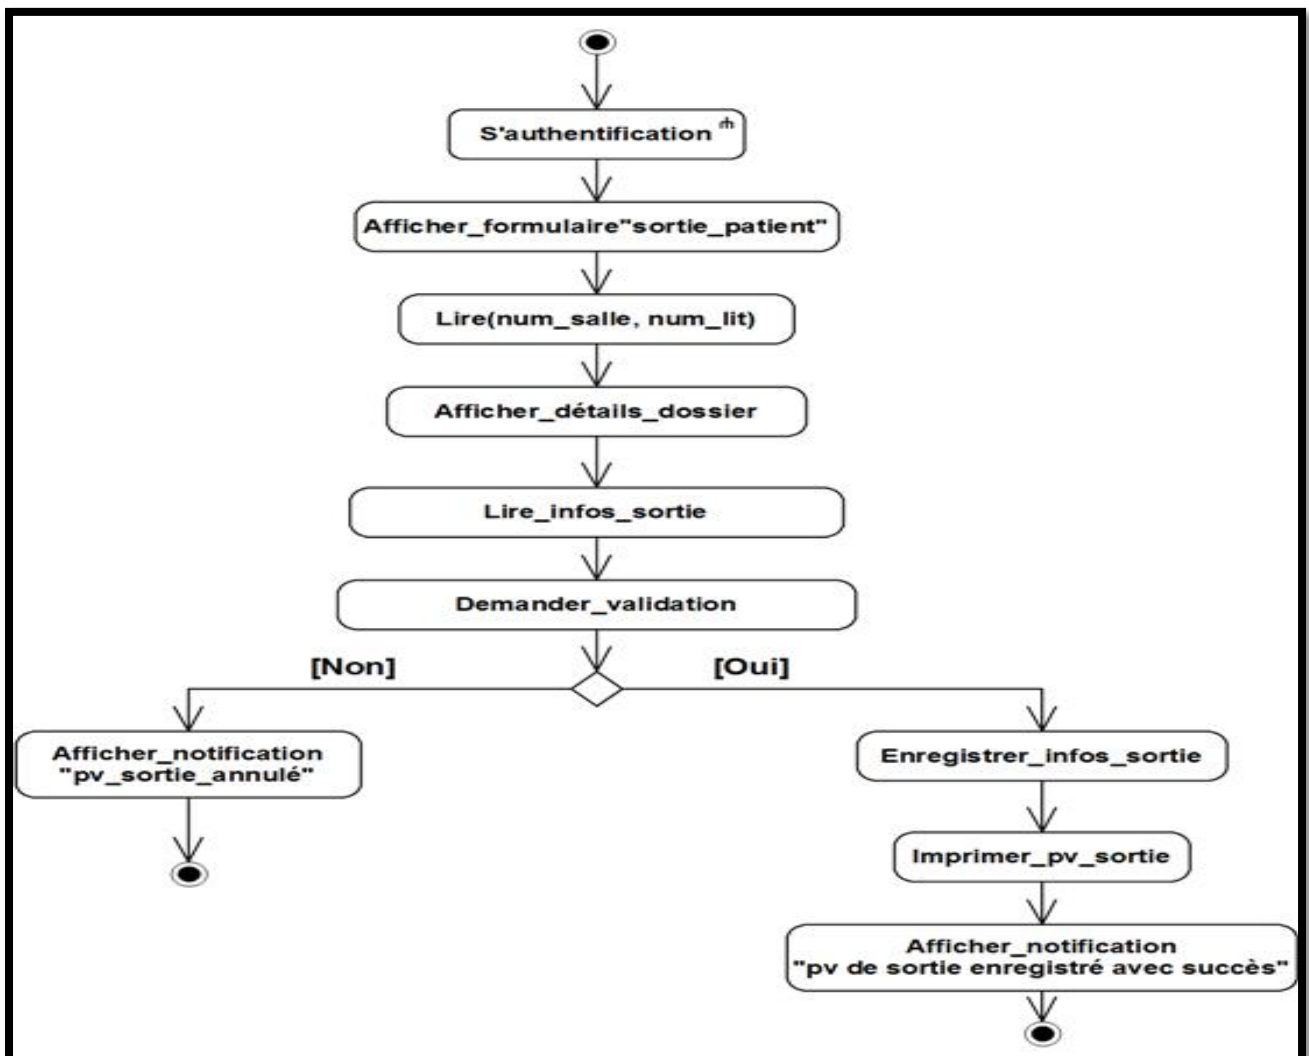 S'authentification
Afficher_formulaire"sortie_patient"
Lire(num_salle, num_lit)
Afficher_détails_dossier
Lire_infos_sortie
Demander_validation
[Non]
[Oui]
Afficher_notification
"pv_sortie_annulé"
Enregistrer_infos_sortie
Imprimer_pv_sortie
Afficher_notification
"pv de sortie enregistré avec succès"